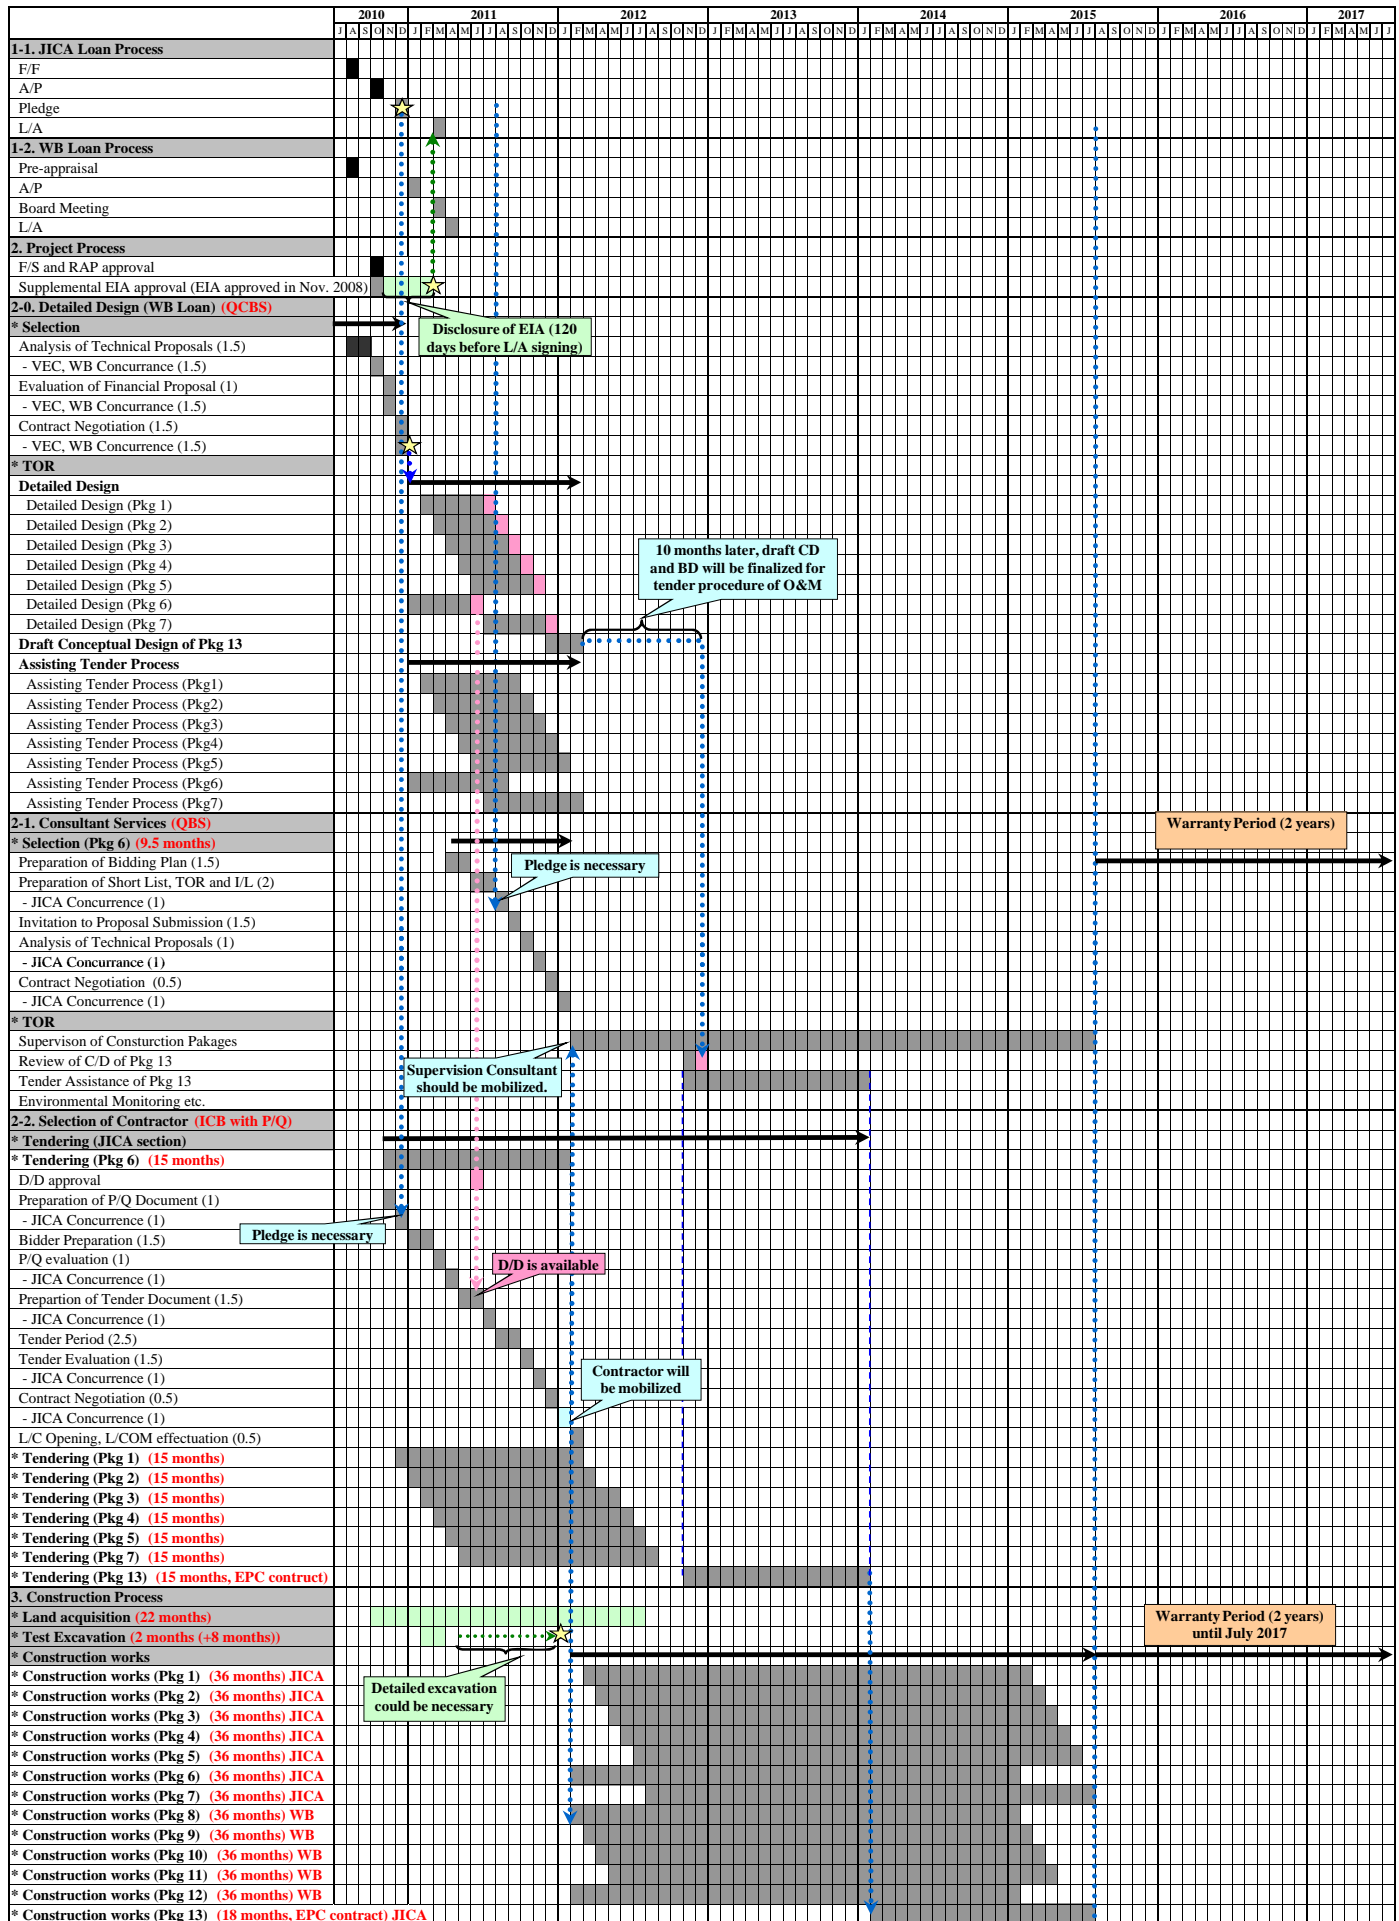 2010 2011 2012 2013 2014 2015 2016 2017
J A S O N D J F M A M J J A S O N D J F M A M J J A S O N D J F M A M J J A S O N D J F M A M J J A S O N D J F M A M J J A S O N D J F M A M J J A S O N D J F M A M J J
1-1. JICA Loan Process
F/F
A/P
Pledge
L/A
1-2. WB Loan Process
Pre-appraisal
A/P
Board Meeting
L/A
2. Project Process
F/S and RAP approval
Supplemental EIA approval (EIA approved in Nov. 2008)
2-0. Detailed Design (WB Loan) (QCBS)
* Selection
Disclosure of EIA (120
days before L/A signing)
Analysis of Technical Proposals (1.5)
- VEC, WB Concurrance (1.5)
Evaluation of Financial Proposal (1)
- VEC, WB Concurrance (1.5)
Contract Negotiation (1.5)
- VEC, WB Concurrence (1.5)
* TOR
Detailed Design
Detailed Design (Pkg 1)
Detailed Design (Pkg 2)
Detailed Design (Pkg 3)
Detailed Design (Pkg 4)
Detailed Design (Pkg 5)
Detailed Design (Pkg 6)
Detailed Design (Pkg 7)
10 months later, draft CD
and BD will be finalized for
tender procedure of O&M
Draft Conceptual Design of Pkg 13
Assisting Tender Process
Assisting Tender Process (Pkg1)
Assisting Tender Process (Pkg2)
Assisting Tender Process (Pkg3)
Assisting Tender Process (Pkg4)
Assisting Tender Process (Pkg5)
Assisting Tender Process (Pkg6)
Assisting Tender Process (Pkg7)
2-1. Consultant Services (QBS)
Warranty Period (2 years)
* Selection (Pkg 6) (9.5 months)
Preparation of Bidding Plan (1.5)
Pledge is necessary
Preparation of Short List, TOR and I/L (2)
- JICA Concurrence (1)
Invitation to Proposal Submission (1.5)
Analysis of Technical Proposals (1)
- JICA Concurrance (1)
Contract Negotiation (0.5)
- JICA Concurrence (1)
* TOR
Supervison of Consturction Pakages
Review of C/D of Pkg 13
Supervision Consultant
should be mobilized.
Tender Assistance of Pkg 13
Environmental Monitoring etc.
2-2. Selection of Contractor (ICB with P/Q)
* Tendering (JICA section)
* Tendering (Pkg 6) (15 months)
D/D approval
Preparation of P/Q Document (1)
- JICA Concurrence (1)
Pledge is necessary
Bidder Preparation (1.5)
P/Q evaluation (1)
D/D is available
- JICA Concurrence (1)
Prepartion of Tender Document (1.5)
- JICA Concurrence (1)
Tender Period (2.5)
Tender Evaluation (1.5)
- JICA Concurrence (1)
Contractor will
be mobilized
Contract Negotiation (0.5)
- JICA Concurrence (1)
L/C Opening, L/COM effectuation (0.5)
* Tendering (Pkg 1) (15 months)
* Tendering (Pkg 2) (15 months)
* Tendering (Pkg 3) (15 months)
* Tendering (Pkg 4) (15 months)
* Tendering (Pkg 5) (15 months)
* Tendering (Pkg 7) (15 months)
* Tendering (Pkg 13) (15 months, EPC contruct)
3. Construction Process
* Land acquisition (22 months)
Warranty Period (2 years)
until July 2017
* Test Excavation (2 months (+8 months))
* Construction works
* Construction works (Pkg 1) (36 months) JICA
Detailed excavation
could be necessary
* Construction works (Pkg 2) (36 months) JICA
* Construction works (Pkg 3) (36 months) JICA
* Construction works (Pkg 4) (36 months) JICA
* Construction works (Pkg 5) (36 months) JICA
* Construction works (Pkg 6) (36 months) JICA
* Construction works (Pkg 7) (36 months) JICA
* Construction works (Pkg 8) (36 months) WB
* Construction works (Pkg 9) (36 months) WB
* Construction works (Pkg 10) (36 months) WB
* Construction works (Pkg 11) (36 months) WB
* Construction works (Pkg 12) (36 months) WB
* Construction works (Pkg 13) (18 months, EPC contract) JICA